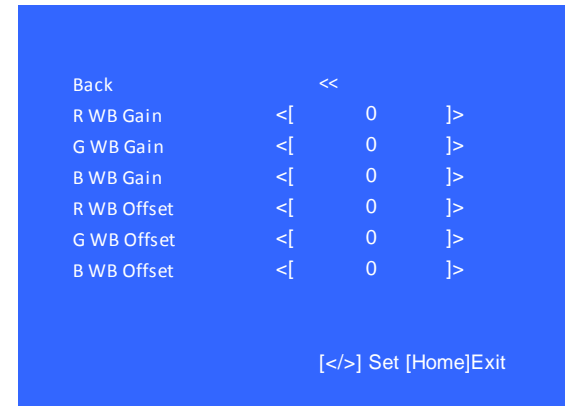 Back <<
R WB Gain <[ 0 ]>
G WB Gain <[ 0 ]>
B WB Gain <[ 0 ]>
R WB Offset <[ 0 ]>
G WB Offset <[ 0 ]>
B WB Offset <[ 0 ]>
[</>] Set [Home]Exit